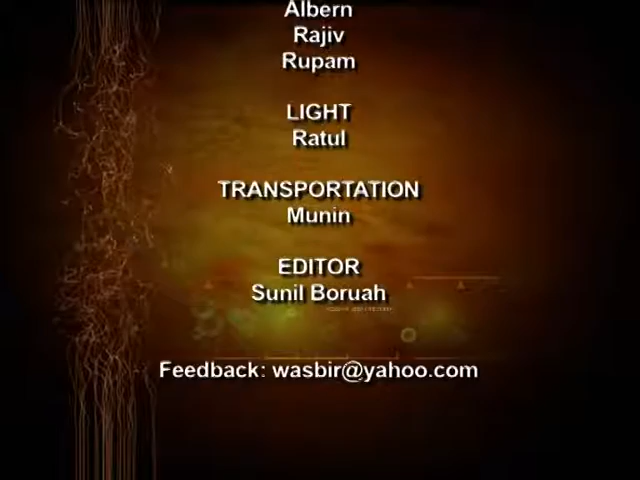 Albern
Rajiv
Rupam
LIGHT
Ratul
TRANSPORTATION
Munin
EDITOR
Sunil Boruah
Feedback: wasbir@yahoo.com